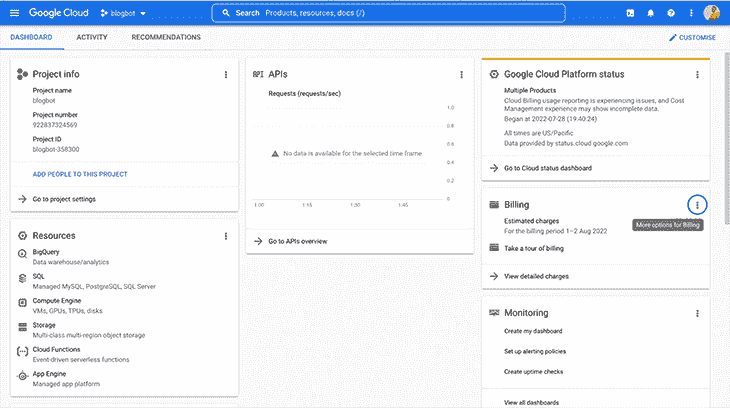 Google Cloud
blogbot
Search Products, resources, docs (/)
DASHBOARD
ACTIVITY
RECOMMENDATIONS
CUSTOMISE
Project info
Project name
blogbot
Project number
922837324569
Project ID
blogbot-358300
ADD PEOPLE TO THIS PROJECT
Go to project settings
Resources
BigQuery
Data warehouse/analytics
SQL
Managed MySQL, PostgreSQL, SQL Server
Compute Engine
VMs, GPUs, TPUs, disks
Storage
Multi-class multi-region object storage
Cloud Functions
Event-driven serverless functions
App Engine
Managed app platform
API APIs
Requests (requests/sec)
1.0
0.8
0.6
No data is available for the selected time frame.
0.4
0.2
0
1:00 1:15 1:30 1:45
Go to APIs overview
Google Cloud Platform status
Multiple Products
Cloud Billing usage reporting is experiencing issues, and Cost
Management experience may show incomplete data.
Began at 2022-07-28 (19:40:24)
All times are US/Pacific
Data provided by status.cloud.google.com
Go to Cloud status dashboard
Billing
Estimated charges
For the billing period 1–2 Aug 2022
More options for Billing
Take a tour of billing
View detailed charges
Monitoring
Create my dashboard
Set up alerting policies
Create uptime checks
View all dashboards